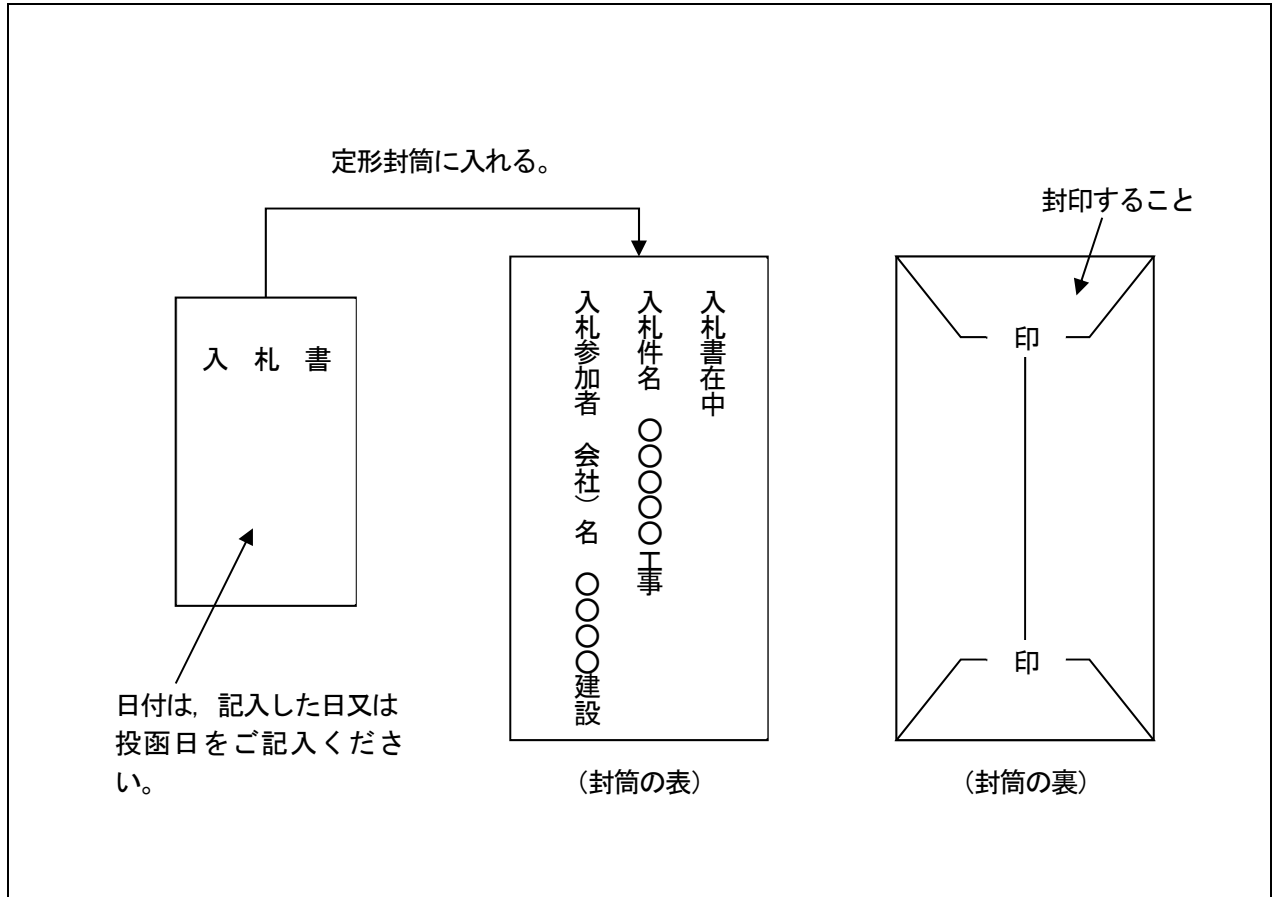 定形封筒に入れる。
封印すること
入 札 書
入札書在中
入札件名 〇〇〇〇〇工事
入札参加者 会社）名 〇〇〇〇建設
印
印
日付は，記入した日又は
投函日をご記入くださ
い。
（封筒の表）
（封筒の裏）